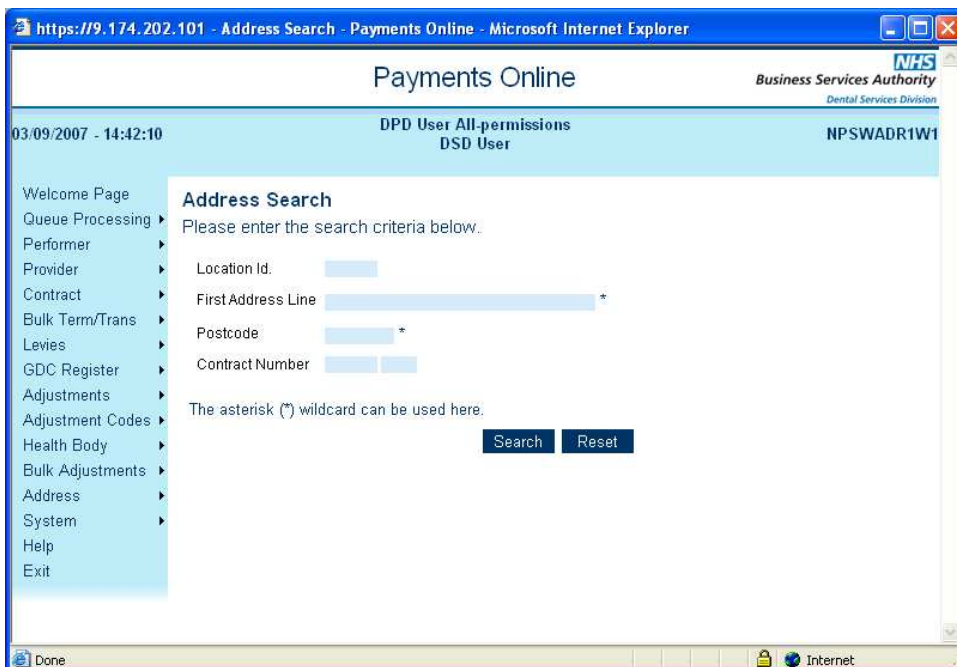 https://9.174.202.101 - Address Search - Payments Online - Microsoft Internet Explorer
Payments Online
NHS
Business Services Authority
Dental Services Division
03/09/2007 - 14:42:10
DPD User All-permissions
DSD User
NPSWADR1W1
Welcome Page
Queue Processing
Performer
Provider
Contract
Bulk Term/Trans
Levies
GDC Register
Adjustments
Adjustment Codes
Health Body
Bulk Adjustments
Address
System
Help
Exit
Address Search
Please enter the search criteria below.
Location Id.
First Address Line *
Postcode *
Contract Number
The asterisk (*) wildcard can be used here.
Search Reset
Done
Internet